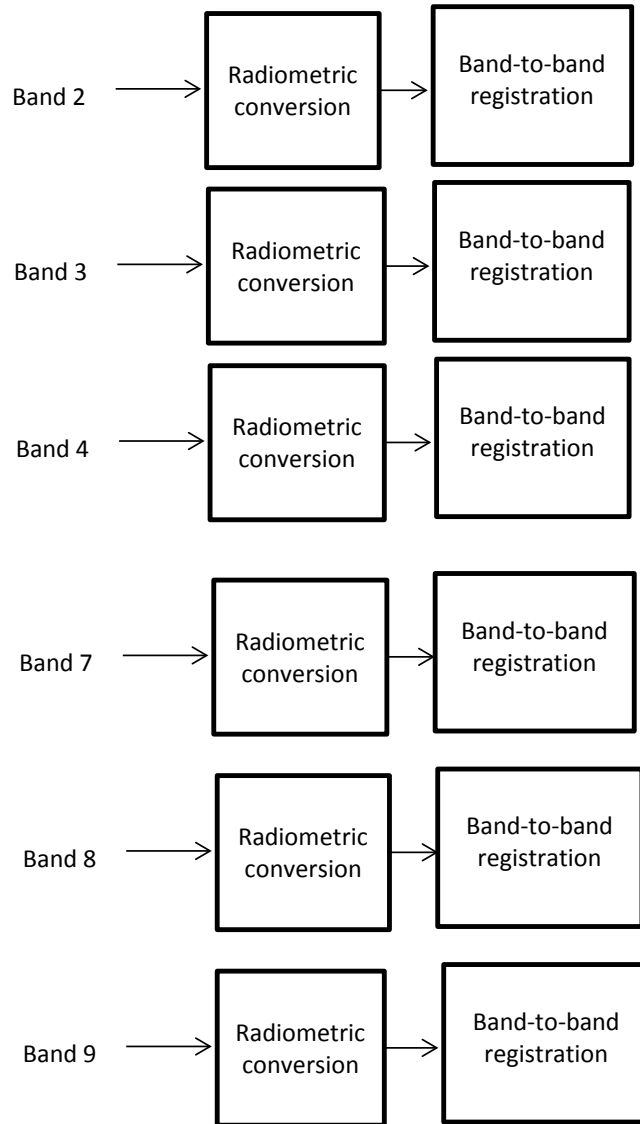 Band 2
Radiometric
conversion
Band-to-band
registration
Band 3
Radiometric
conversion
Band-to-band
registration
Band 4
Radiometric
conversion
Band-to-band
registration
Band 7
Radiometric
conversion
Band-to-band
registration
Band 8
Radiometric
conversion
Band-to-band
registration
Band 9
Radiometric
conversion
Band-to-band
registration